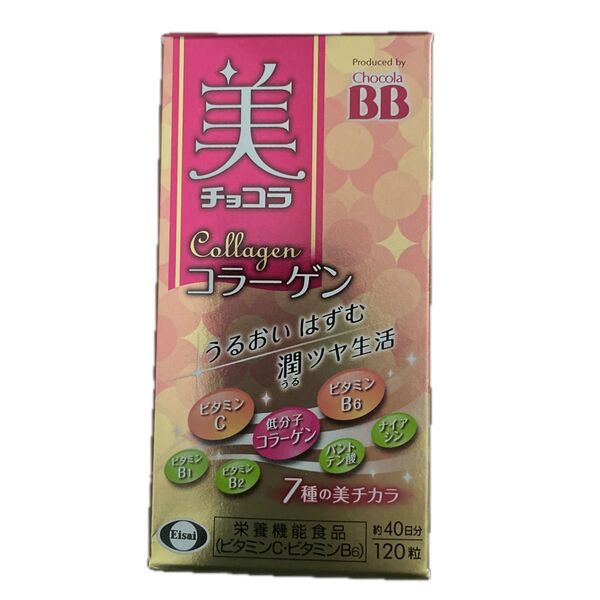 Produced by
Chocola
BB
美
チョコラ
Collagen
コラーゲン
うるおい はずむ
潤ツヤ生活
うる
ビタミン
C
低分子
コラーゲン
ビタミン
B6
ナイア
シン
ビタミン
B1
ビタミン
B2
パント
テン酸
7種の美チカラ
Eisai
栄養機能食品
(ビタミンC・ビタミンB6)
約40日分
120粒